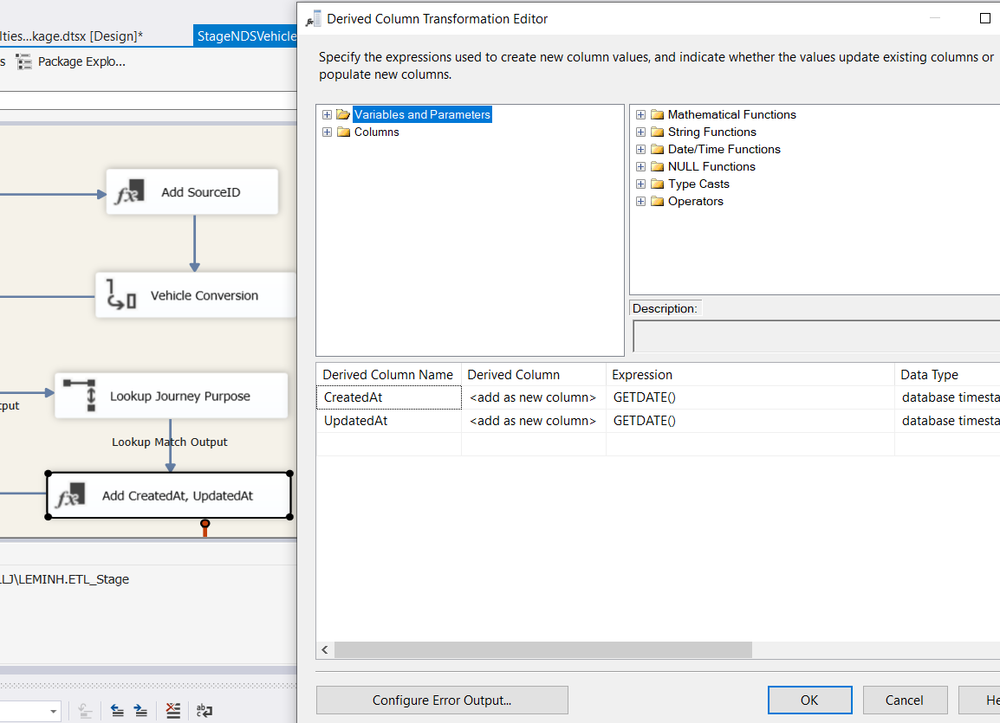 lties...kage.dtsx [Design]*
StageNDSVehicle
s
Package Explo...
Add SourceID
Vehicle Conversion
Lookup Journey Purpose
tput
Lookup Match Output
Add CreatedAt, UpdatedAt
LLJ\LEMINH.ETL_Stage
Derived Column Transformation Editor
Specify the expressions used to create new column values, and indicate whether the values update existing columns or
populate new columns.
Variables and Parameters
Columns
Mathematical Functions
String Functions
Date/Time Functions
NULL Functions
Type Casts
Operators
Description:
Derived Column Name Derived Column Expression Data Type
CreatedAt <add as new column> GETDATE() database timesta
UpdatedAt <add as new column> GETDATE() database timesta
Configure Error Output... OK Cancel He